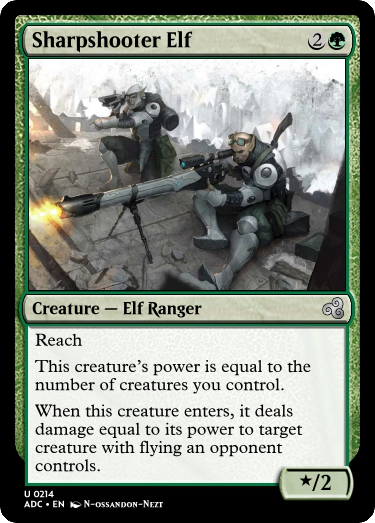 Sharpshooter Elf 2
Creature — Elf Ranger
Reach
This creature's power is equal to the
number of creatures you control.
When this creature enters, it deals
damage equal to its power to target
creature with flying an opponent
controls.
★/2
U 0214
ADC • EN N-ossandon-Nezt